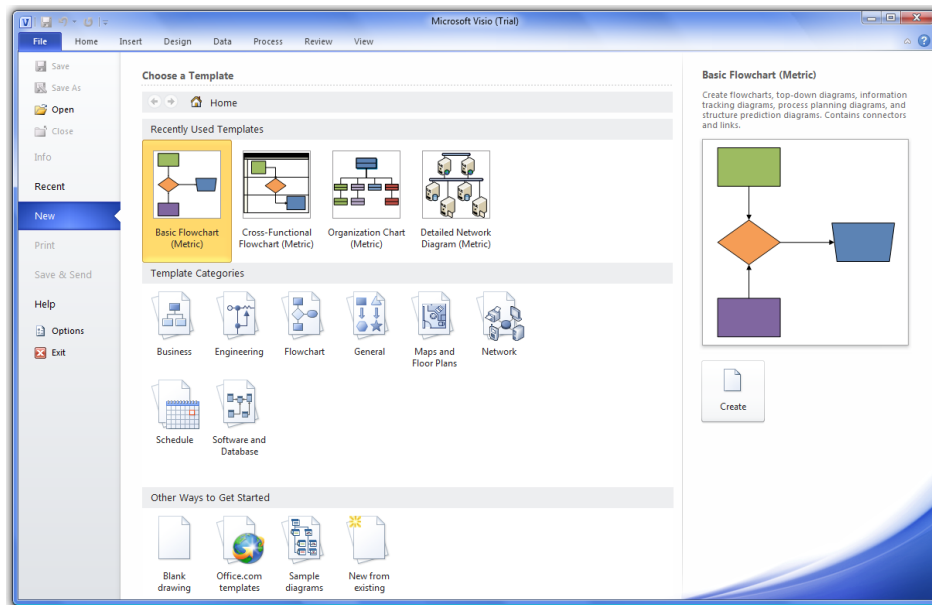 Microsoft Visio (Trial)
File Home Insert Design Data Process Review View
Save
Save As
Open
Close
Info
Recent
New
Print
Save & Send
Help
Options
Exit
Choose a Template
Home
Recently Used Templates
Basic Flowchart
(Metric)
Cross-Functional
Flowchart (Metric)
Organization Chart
(Metric)
Detailed Network
Diagram (Metric)
Template Categories
Business
Engineering
Flowchart
General
Maps and
Floor Plans
Network
Schedule
Software and
Database
Other Ways to Get Started
Blank
drawing
Office.com
templates
Sample
diagrams
New from
existing
Basic Flowchart (Metric)
Create flowcharts, top-down diagrams, information
tracking diagrams, process planning diagrams, and
structure prediction diagrams. Contains connectors
and links.
Create